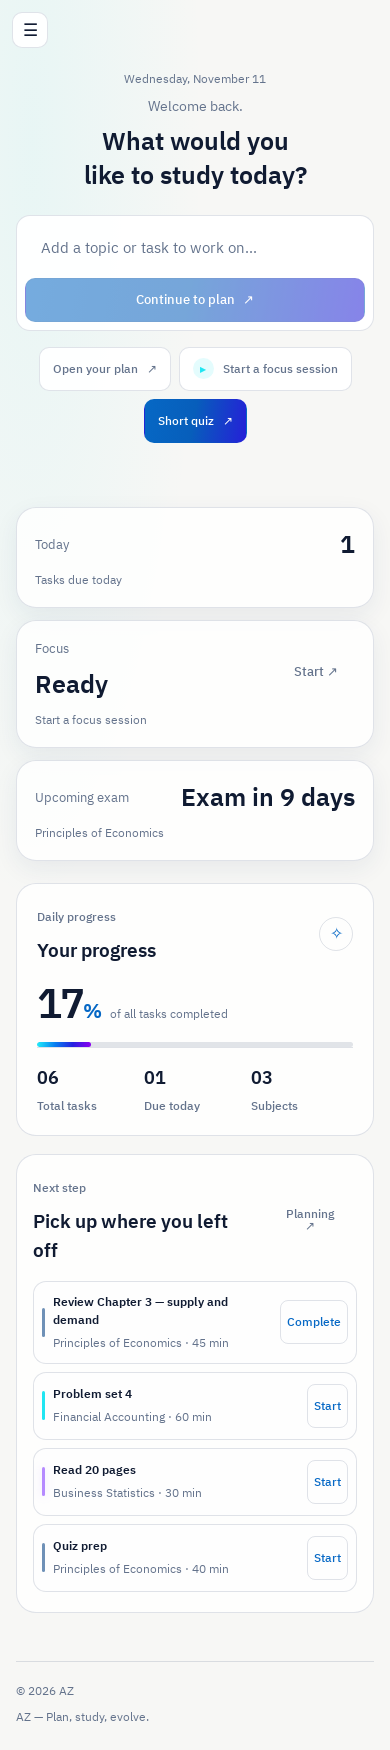 Wednesday, November 11
Welcome back.
What would you
like to study today?
Add a topic or task to work on...
Continue to plan ↗
Open your plan ↗
Start a focus session
Short quiz ↗
Today
1
Tasks due today
Focus
Ready
Start ↗
Start a focus session
Upcoming exam
Exam in 9 days
Principles of Economics
Daily progress
Your progress
17% of all tasks completed
06
01
03
Total tasks
Due today
Subjects
Next step
Pick up where you left
off
Planning
↗
Review Chapter 3 — supply and
demand
Principles of Economics · 45 min
Complete
Problem set 4
Financial Accounting · 60 min
Start
Read 20 pages
Business Statistics · 30 min
Start
Quiz prep
Principles of Economics · 40 min
Start
© 2026 AZ
AZ — Plan, study, evolve.